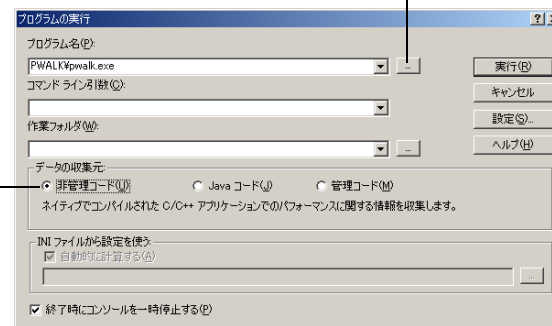 プログラムの実行
プログラム名(P):
PWALK¥pwalk.exe
...
実行(R)
コマンド ライン引数(C):
キャンセル
作業フォルダ(W):
設定(S)...
...
ヘルプ(H)
データの収集元:
非管理コード(U)
Java コード(J)
管理コード(M)
ネイティブでコンパイルされた C/C++ アプリケーションでのパフォーマンスに関する情報を収集します。
INI ファイルから設定を使う
自動的に計算する(A)
...
終了時にコンソールを一時停止する(P)